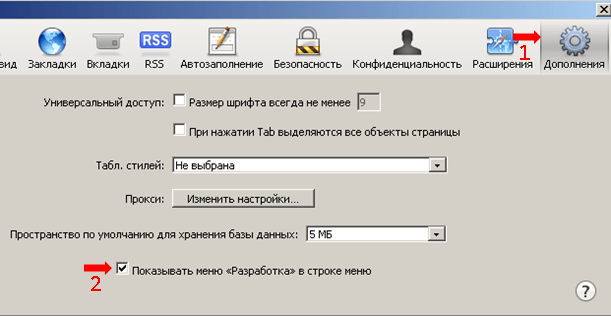 вид Закладки Вкладки RSS Автозаполнение Безопасность Конфиденциальность Расширения Дополнения
RSS
1
Универсальный доступ: Размер шрифта всегда не менее 9
При нажатии Tab выделяются все объекты страницы
Табл. стилей: Не выбрана
Прокси: Изменить настройки...
Пространство по умолчанию для хранения базы данных: 5 МБ
2 Показывать меню «Разработка» в строке меню
?